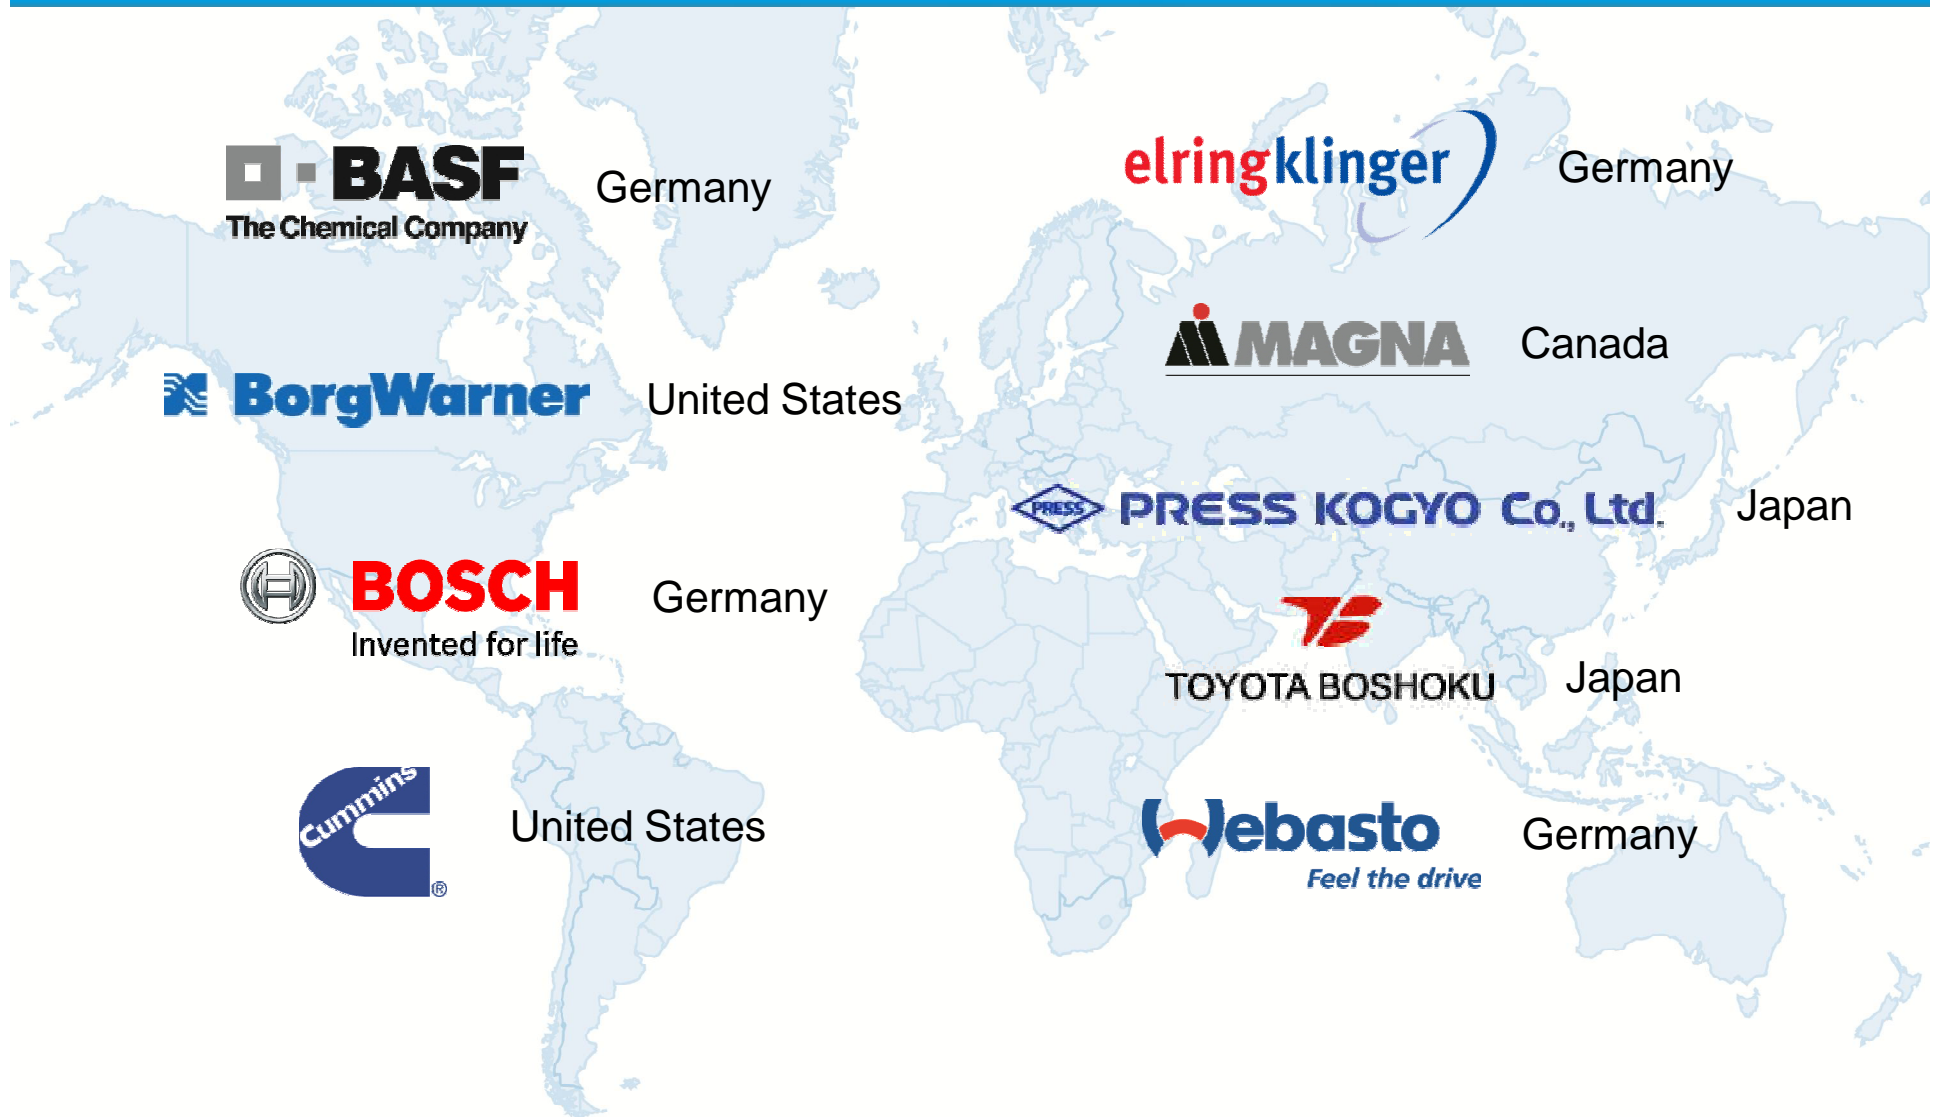 BASF
The Chemical Company
Germany
BorgWarner
United States
BOSCH
Invented for life
Germany
Cummins
®
United States
elringklinger
Germany
MAGNA
Canada
PRESS
PRESS KOGYO Co., Ltd.
Japan
TOYOTA BOSHOKU
Japan
Webasto
Feel the drive
Germany